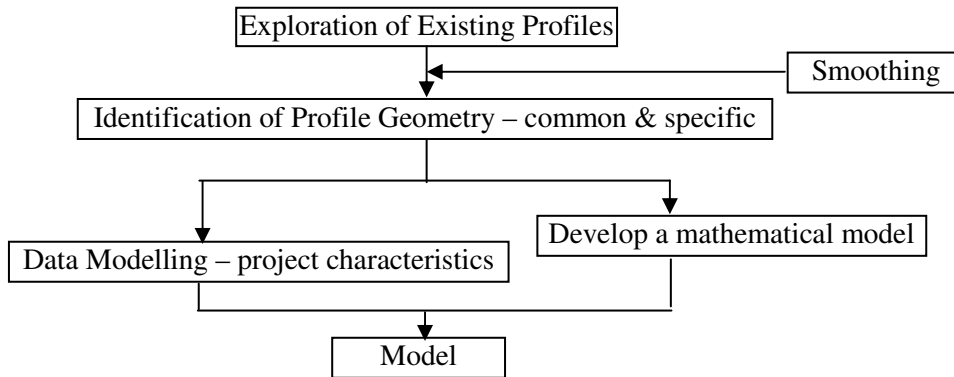 Exploration of Existing Profiles
Smoothing
Identification of Profile Geometry – common & specific
Develop a mathematical model
Data Modelling – project characteristics
Model